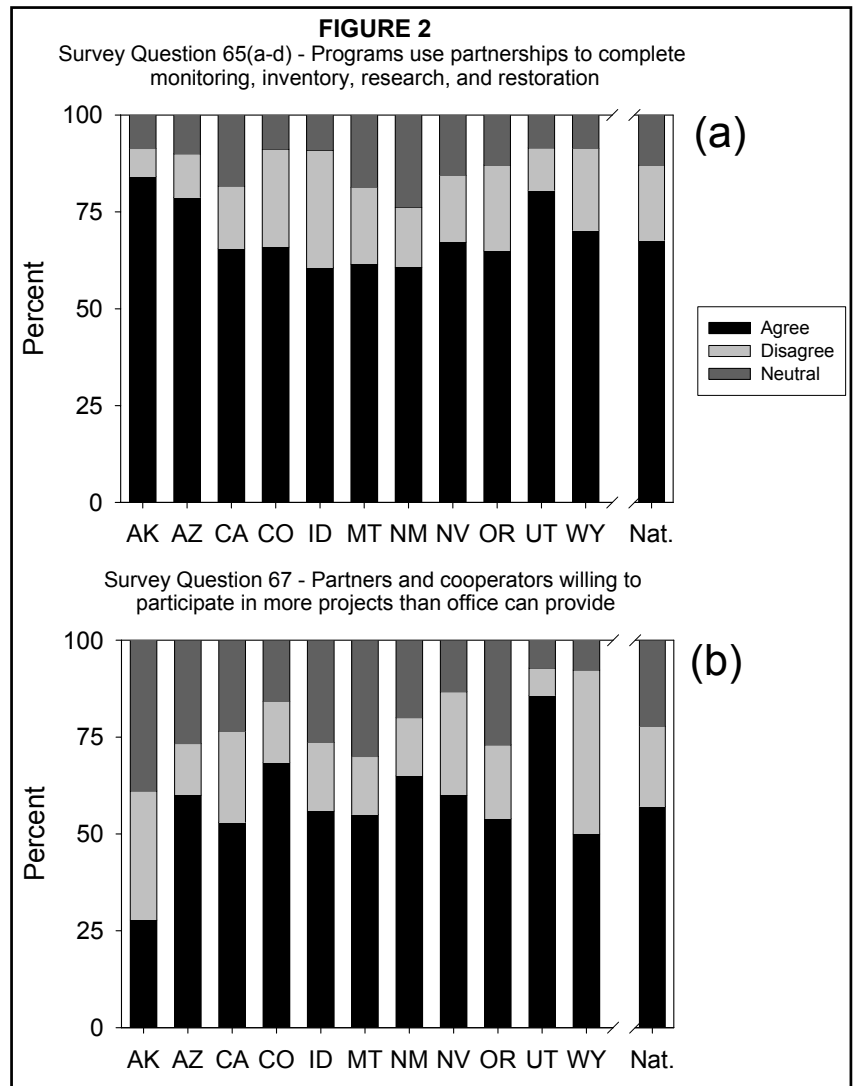 FIGURE 2
Survey Question 65(a-d) - Programs use partnerships to complete
monitoring, inventory, research, and restoration
(a)
Percent
100
75
50
25
0
AK AZ CA CO ID MT NM NV OR UT WY Nat.
Agree
Disagree
Neutral
Survey Question 67 - Partners and cooperators willing to
participate in more projects than office can provide
(b)
Percent
100
75
50
25
0
AK AZ CA CO ID MT NM NV OR UT WY Nat.